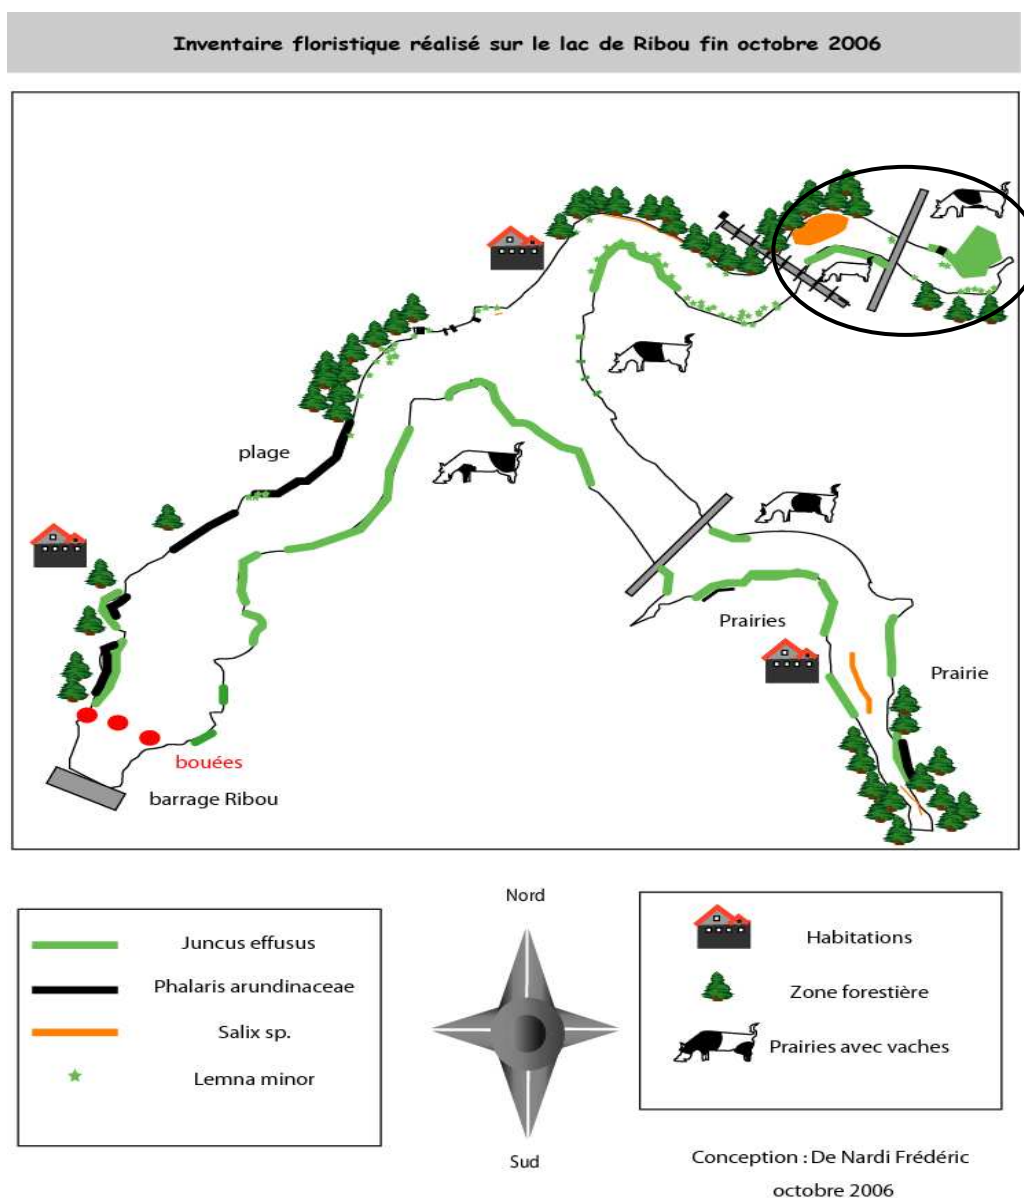 Inventaire floristique réalisé sur le lac de Ribou fin octobre 2006
plage
Prairies
Prairie
bouées
barrage Ribou
Nord
Juncus effusus
Phalaris arundinaceae
Salix sp.
Lemna minor
Sud
Habitations
Zone forestière
Prairies avec vaches
Conception : De Nardi Frédéric
octobre 2006